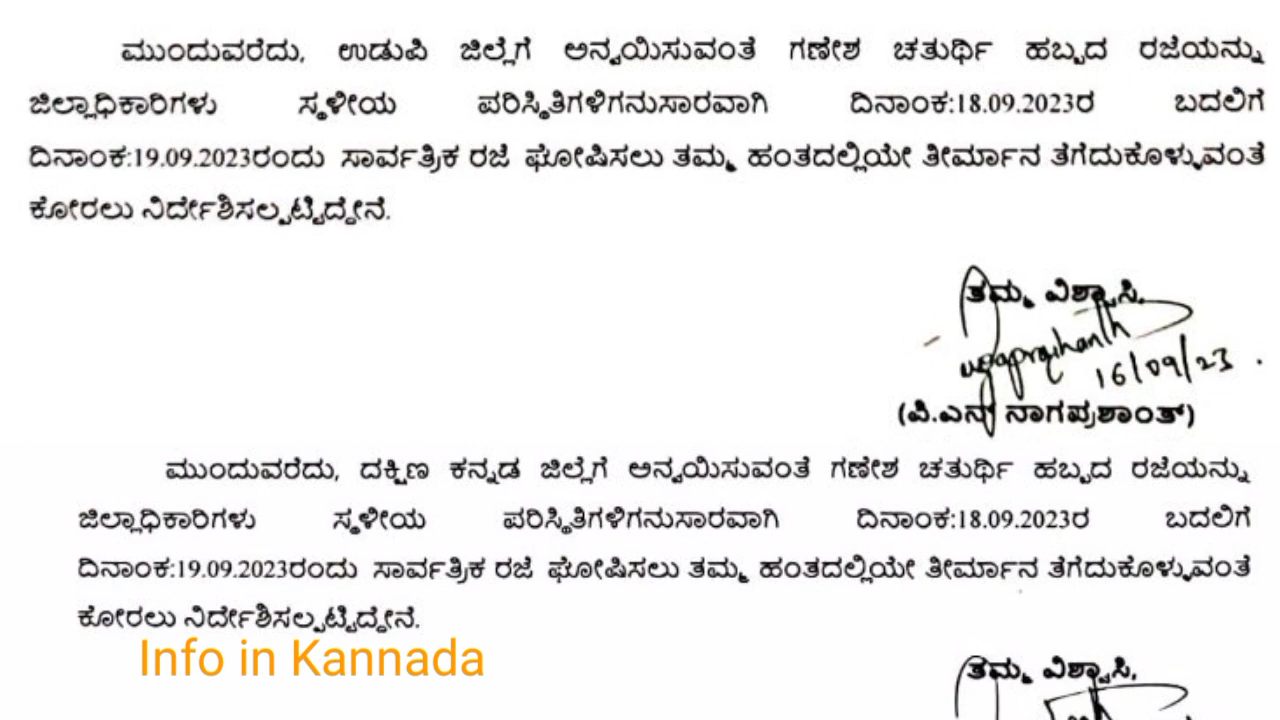 ಮುಂದುವರೆದು, ಉಡುಪಿ ಜಿಲ್ಲೆಗೆ ಅನ್ವಯಿಸುವಂತೆ ಗಣೇಶ ಚತುರ್ಥಿ ಹಬ್ಬದ ರಜೆಯನ್ನು
ಜಿಲ್ಲಾಧಿಕಾರಿಗಳು ಸ್ಥಳೀಯ ಪರಿಸ್ಥಿತಿಗಳಿಗನುಸಾರವಾಗಿ ದಿನಾಂಕ:18.09.2023ರ ಬದಲಿಗೆ
ದಿನಾಂಕ:19.09.2023ರಂದು ಸಾರ್ವತ್ರಿಕ ರಜೆ ಘೋಷಿಸಲು ತಮ್ಮ ಹಂತದಲ್ಲಿಯೇ ತೀರ್ಮಾನ ತೆಗೆದುಕೊಳ್ಳುವಂತೆ
ಕೋರಲು ನಿರ್ದೇಶಿಸಲ್ಪಟ್ಟಿದ್ದೇನೆ.
ತಮ್ಮ ವಿಶ್ವಾಸಿ,
16/09/23
(ವಿ.ಎನ್ ನಾಗಪ್ರಶಾಂತ್)
ಮುಂದುವರೆದು, ದಕ್ಷಿಣ ಕನ್ನಡ ಜಿಲ್ಲೆಗೆ ಅನ್ವಯಿಸುವಂತೆ ಗಣೇಶ ಚತುರ್ಥಿ ಹಬ್ಬದ ರಜೆಯನ್ನು
ಜಿಲ್ಲಾಧಿಕಾರಿಗಳು ಸ್ಥಳೀಯ ಪರಿಸ್ಥಿತಿಗಳಿಗನುಸಾರವಾಗಿ ದಿನಾಂಕ:18.09.2023ರ ಬದಲಿಗೆ
ದಿನಾಂಕ:19.09.2023ರಂದು ಸಾರ್ವತ್ರಿಕ ರಜೆ ಘೋಷಿಸಲು ತಮ್ಮ ಹಂತದಲ್ಲಿಯೇ ತೀರ್ಮಾನ ತೆಗೆದುಕೊಳ್ಳುವಂತೆ
ಕೋರಲು ನಿರ್ದೇಶಿಸಲ್ಪಟ್ಟಿದ್ದೇನೆ.
Info in Kannada
ತಮ್ಮ ವಿಶ್ವಾಸಿ,